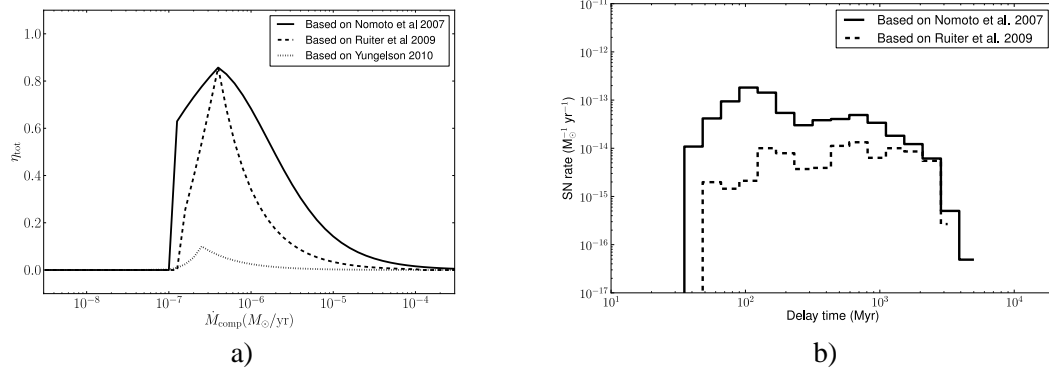 Based on Nomoto et al 2007
Based on Ruiter et al 2009
Based on Yungelson 2010
η_tot
0.0
0.2
0.4
0.6
0.8
1.0
10^-8
10^-7
10^-6
10^-5
10^-4
Ṁ_comp(M_⊙/yr)
a)
Based on Nomoto et al. 2007
Based on Ruiter et al. 2009
SN rate (M_⊙^-1 yr^-1)
10^-11
10^-12
10^-13
10^-14
10^-15
10^-16
10^-17
10^1
10^2
10^3
10^4
Delay time (Myr)
b)